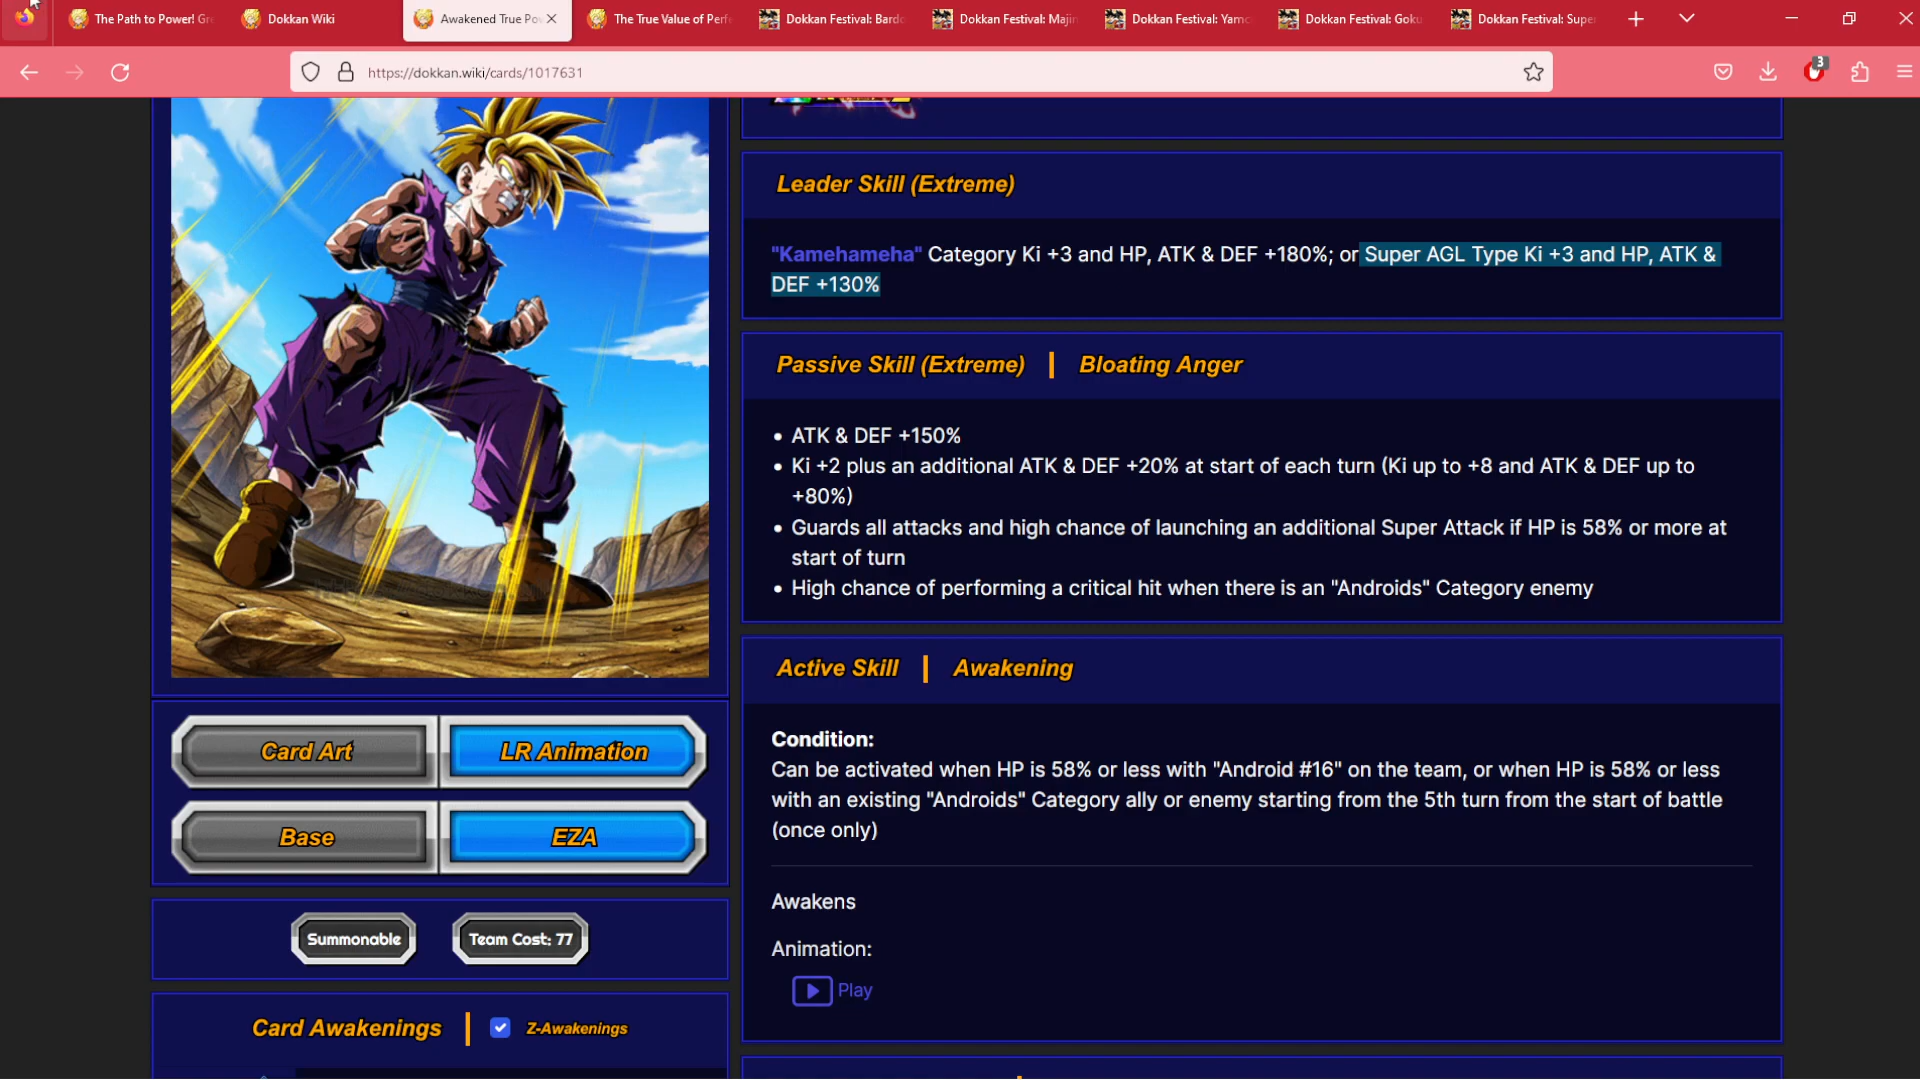 The Path to Power! Gre
Dokkan Wiki
Awakened True Po
The True Value of Perfe
Dokkan Festival: Bardo
Dokkan Festival: Majin
Dokkan Festival: Yamc
Dokkan Festival: Goku
Dokkan Festival: Supe
https://dokkan.wiki/cards/1017631
3
Leader Skill (Extreme)
"Kamehameha" Category Ki +3 and HP, ATK & DEF +180%; or Super AGL Type Ki +3 and HP, ATK &
DEF +130%
Passive Skill (Extreme) | Bloating Anger
• ATK & DEF +150%
• Ki +2 plus an additional ATK & DEF +20% at start of each turn (Ki up to +8 and ATK & DEF up to
+80%)
• Guards all attacks and high chance of launching an additional Super Attack if HP is 58% or more at
start of turn
• High chance of performing a critical hit when there is an "Androids" Category enemy
Active Skill | Awakening
Condition:
Can be activated when HP is 58% or less with "Android #16" on the team, or when HP is 58% or less
with an existing "Androids" Category ally or enemy starting from the 5th turn from the start of battle
(once only)
Awakens
Animation:
Play
Card Art
LR Animation
Base
EZA
Summonable
Team Cost: 77
Card Awakenings | Z-Awakenings